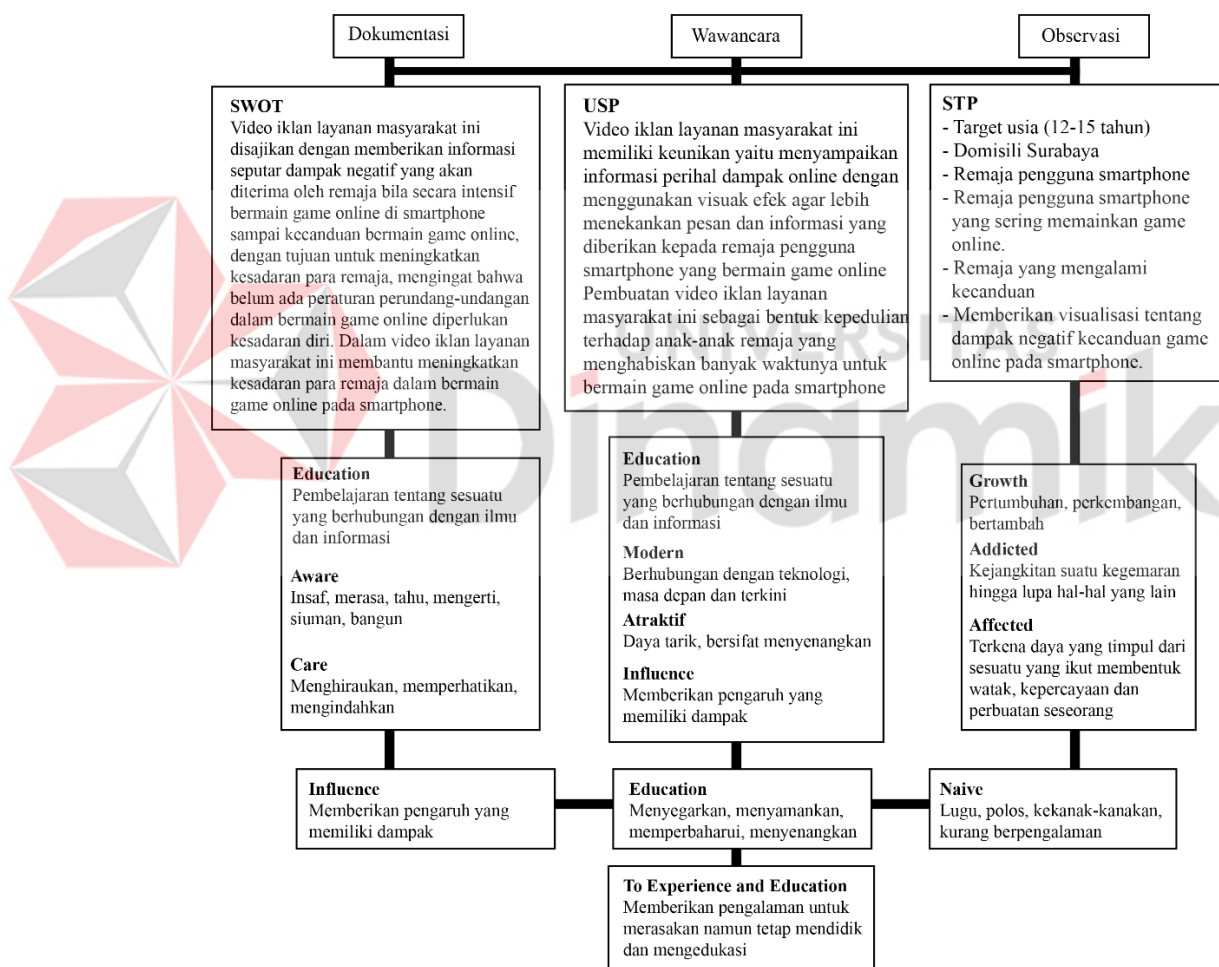 Dokumentasi
Wawancara
Observasi
SWOT
Video iklan layanan masyarakat ini
disajikan dengan memberikan informasi
seputar dampak negatif yang akan
diterima oleh remaja bila secara intensif
bermain game online di smartphone
sampai kecanduan bermain game online,
dengan tujuan untuk meningkatkan
kesadaran para remaja, mengingat bahwa
belum ada peraturan perundang-undangan
dalam bermain game online diperlukan
kesadaran diri. Dalam video iklan layanan
masyarakat ini membantu meningkatkan
kesadaran para remaja dalam bermain
game online pada smartphone.
USP
Video iklan layanan masyarakat ini
memiliki keunikan yaitu menyampaikan
informasi perihal dampak online dengan
menggunakan visuak efek agar lebih
menekankan pesan dan informasi yang
diberikan kepada remaja pengguna
smartphone yang bermain game online
Pembuatan video iklan layanan
masyarakat ini sebagai bentuk kepedulian
terhadap anak-anak remaja yang
menghabiskan banyak waktunya untuk
bermain game online pada smartphone
STP
- Target usia (12-15 tahun)
- Domisili Surabaya
- Remaja pengguna smartphone
- Remaja pengguna smartphone
yang sering memainkan game
online.
- Remaja yang mengalami
kecanduan
- Memberikan visualisasi tentang
dampak negatif kecanduan game
online pada smartphone.
UNIVERSITAS
Dinamika
Education
Pembelajaran tentang sesuatu
yang berhubungan dengan ilmu
dan informasi
Aware
Insaf, merasa, tahu, mengerti,
siuman, bangun
Care
Menghiraukan, memperhatikan,
mengindahkan
Education
Pembelajaran tentang sesuatu
yang berhubungan dengan ilmu
dan informasi
Modern
Berhubungan dengan teknologi,
masa depan dan terkini
Atraktif
Daya tarik, bersifat menyenangkan
Influence
Memberikan pengaruh yang
memiliki dampak
Growth
Pertumbuhan, perkembangan,
bertambah
Addicted
Kejangkitan suatu kegemaran
hingga lupa hal-hal yang lain
Affected
Terkena daya yang timpul dari
sesuatu yang ikut membentuk
watak, kepercayaan dan
perbuatan seseorang
Influence
Memberikan pengaruh yang
memiliki dampak
Education
Menyegarkan, menyamankan,
memperbaharui, menyenangkan
Naive
Lugu, polos, kekanak-kanakan,
kurang berpengalaman
To Experience and Education
Memberikan pengalaman untuk
merasakan namun tetap mendidik
dan mengedukasi